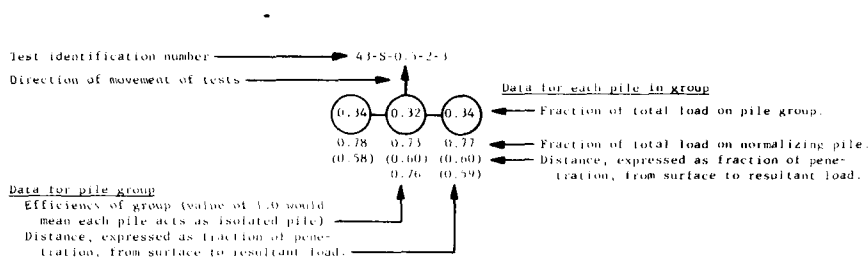 Test identification number 43-S-0.5-2-3
Direction of movement of tests
Data for each pile in group
0.34 0.32 0.34 Fraction of total load on pile group.
0.78 0.73 0.77 Fraction of total load on normalizing pile.
(0.58) (0.60) (0.60) Distance, expressed as fraction of pene-
0.76 (0.59) tration, from surface to resultant load.
Data for pile group
Efficiency of group (value of 1.0 would
mean each pile acts as isolated pile)
Distance, expressed as fraction of pene-
tration, from surface to resultant load.